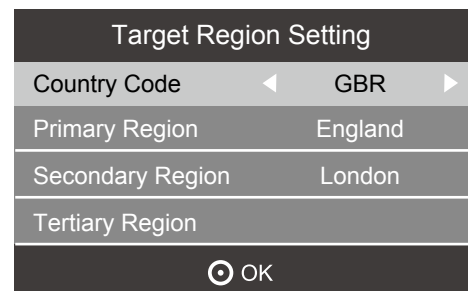 Target Region Setting
Country Code GBR
Primary Region England
Secondary Region London
Tertiary Region
OK